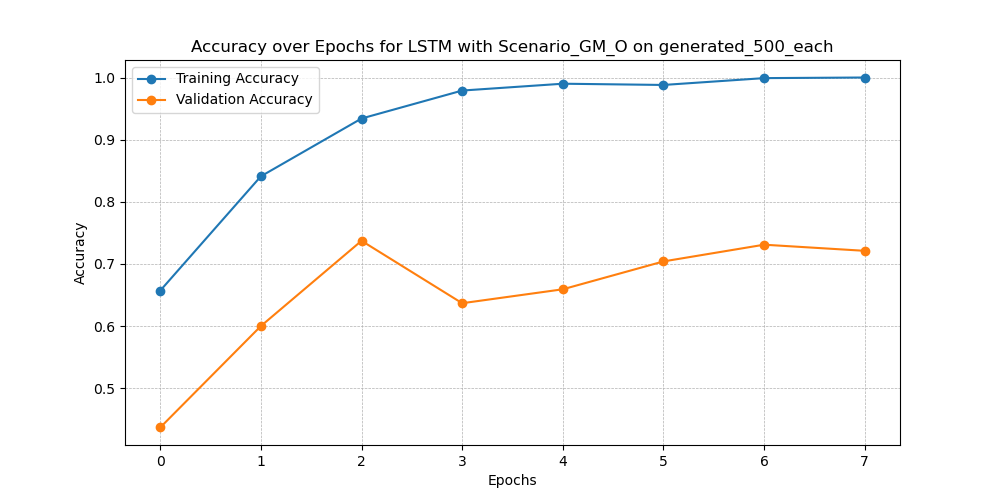 Accuracy over Epochs for LSTM with Scenario_GM_O on generated_500_each
Training Accuracy
Validation Accuracy
Accuracy
1.0
0.9
0.8
0.7
0.6
0.5
0 1 2 3 4 5 6 7
Epochs